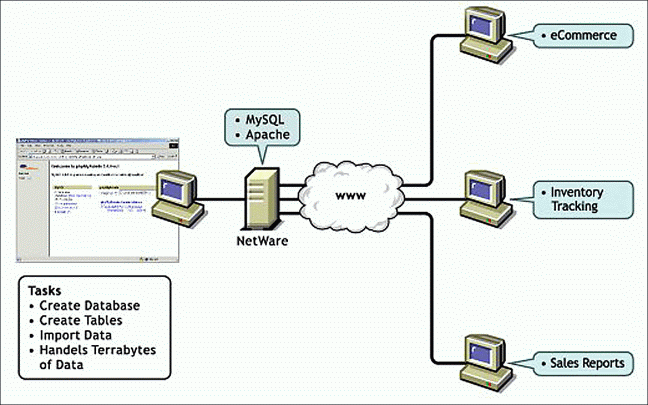 • eCommerce
• MySQL
• Apache
www
NetWare
• Inventory
Tracking
Tasks
• Create Database
• Create Tables
• Import Data
• Handels Terrabytes
of Data
• Sales Reports